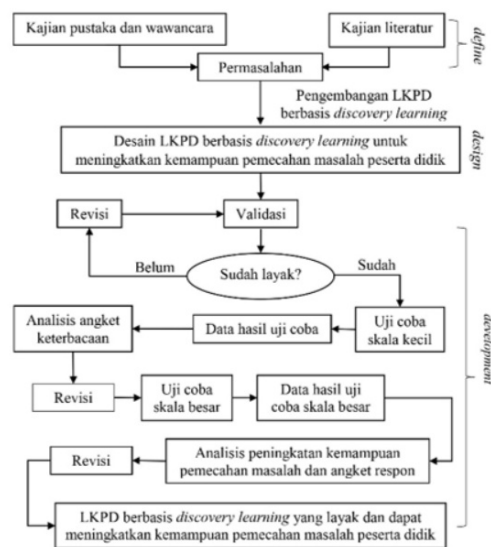 Kajian pustaka dan wawancara
Kajian literatur
define
Permasalahan
Pengembangan LKPD
berbasis discovery learning
Desain LKPD berbasis discovery learning untuk
meningkatkan kemampuan pemecahan masalah peserta didik
design
Revisi
Validasi
Belum
Sudah layak?
Sudah
Analisis angket
keterbacaan
Data hasil uji coba
Uji coba
skala kecil
development
Revisi
Uji coba
skala besar
Data hasil uji
coba skala besar
Revisi
Analisis peningkatan kemampuan
pemecahan masalah dan angket respon
LKPD berbasis discovery learning yang layak dan dapat
meningkatkan kemampuan pemecahan masalah peserta didik